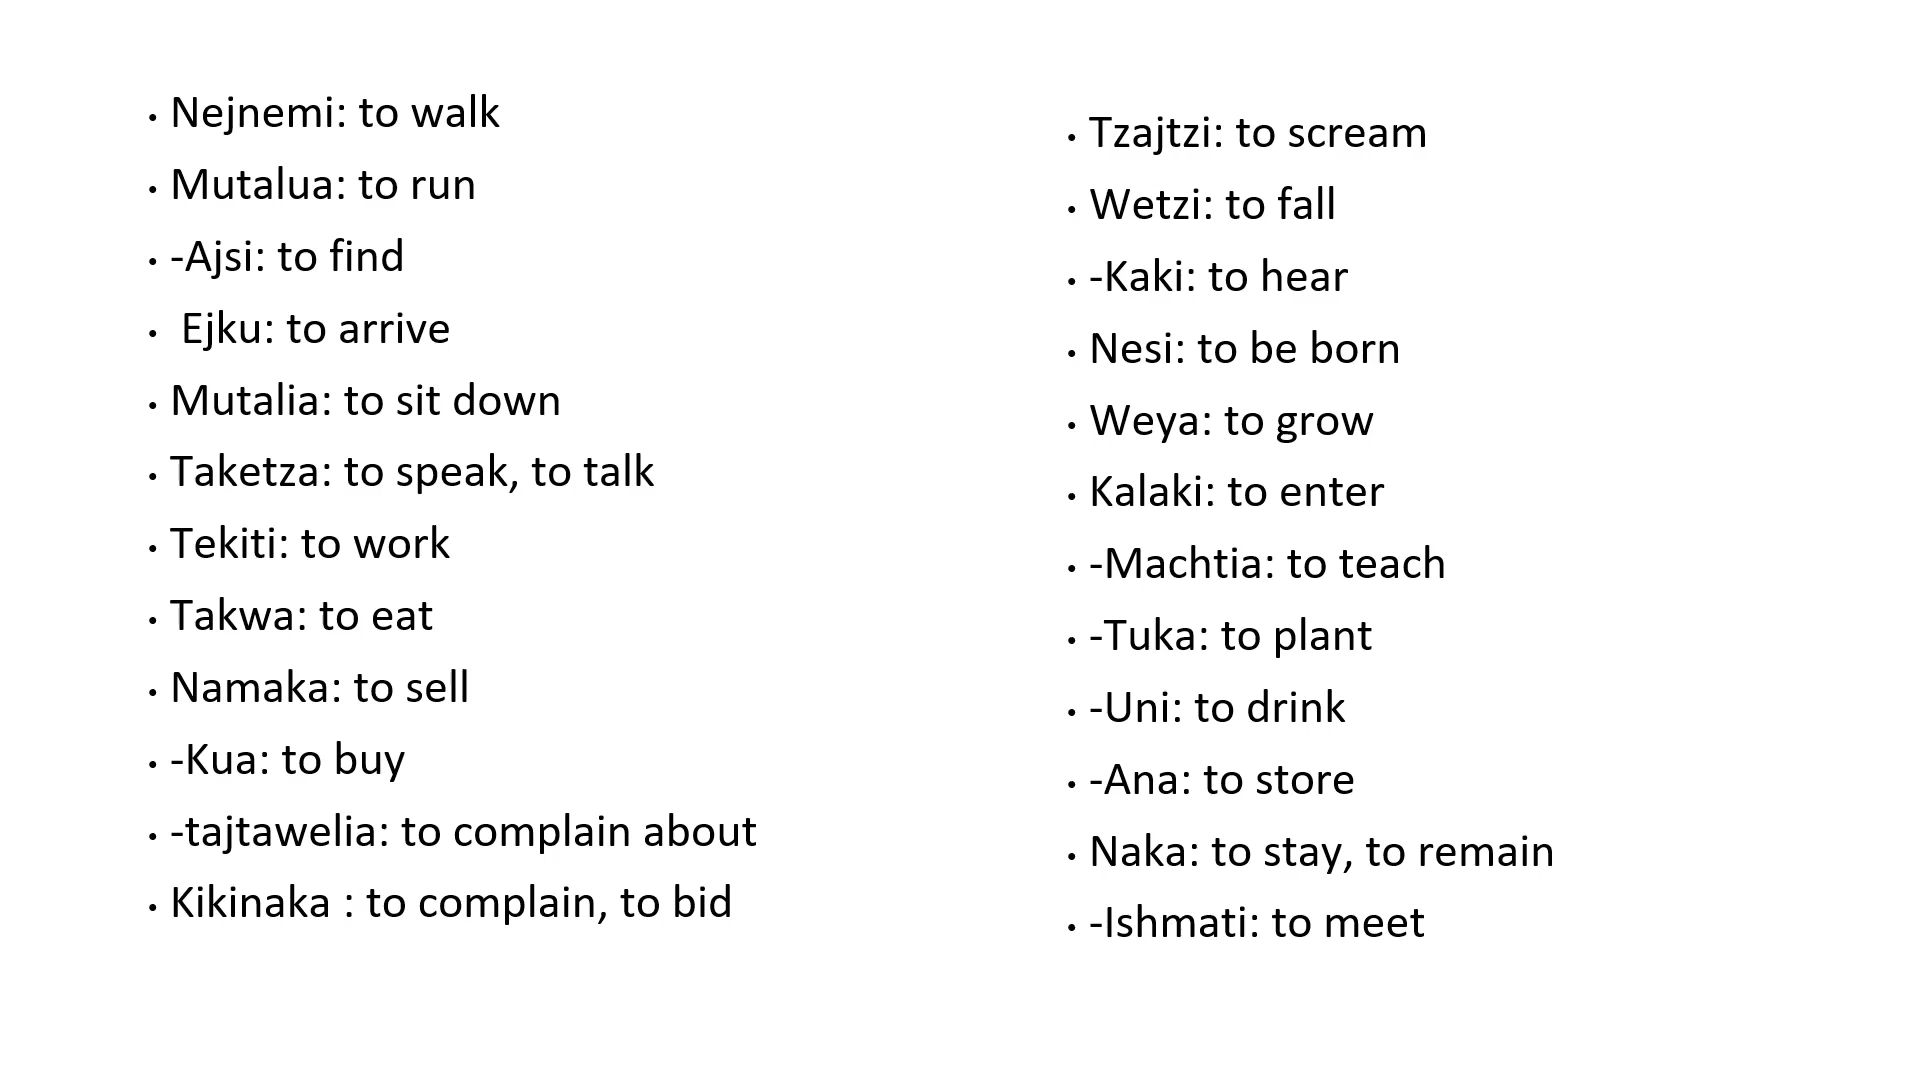 • Nejnemi: to walk
• Mutalua: to run
• -Ajsi: to find
• Ejku: to arrive
• Mutalia: to sit down
• Taketza: to speak, to talk
• Tekiti: to work
• Takwa: to eat
• Namaka: to sell
• -Kua: to buy
• -tajtawelia: to complain about
• Kikinaka : to complain, to bid
• Tzajtzi: to scream
• Wetzi: to fall
• -Kaki: to hear
• Nesi: to be born
• Weya: to grow
• Kalaki: to enter
• -Machtia: to teach
• -Tuka: to plant
• -Uni: to drink
• -Ana: to store
• Naka: to stay, to remain
• -Ishmati: to meet